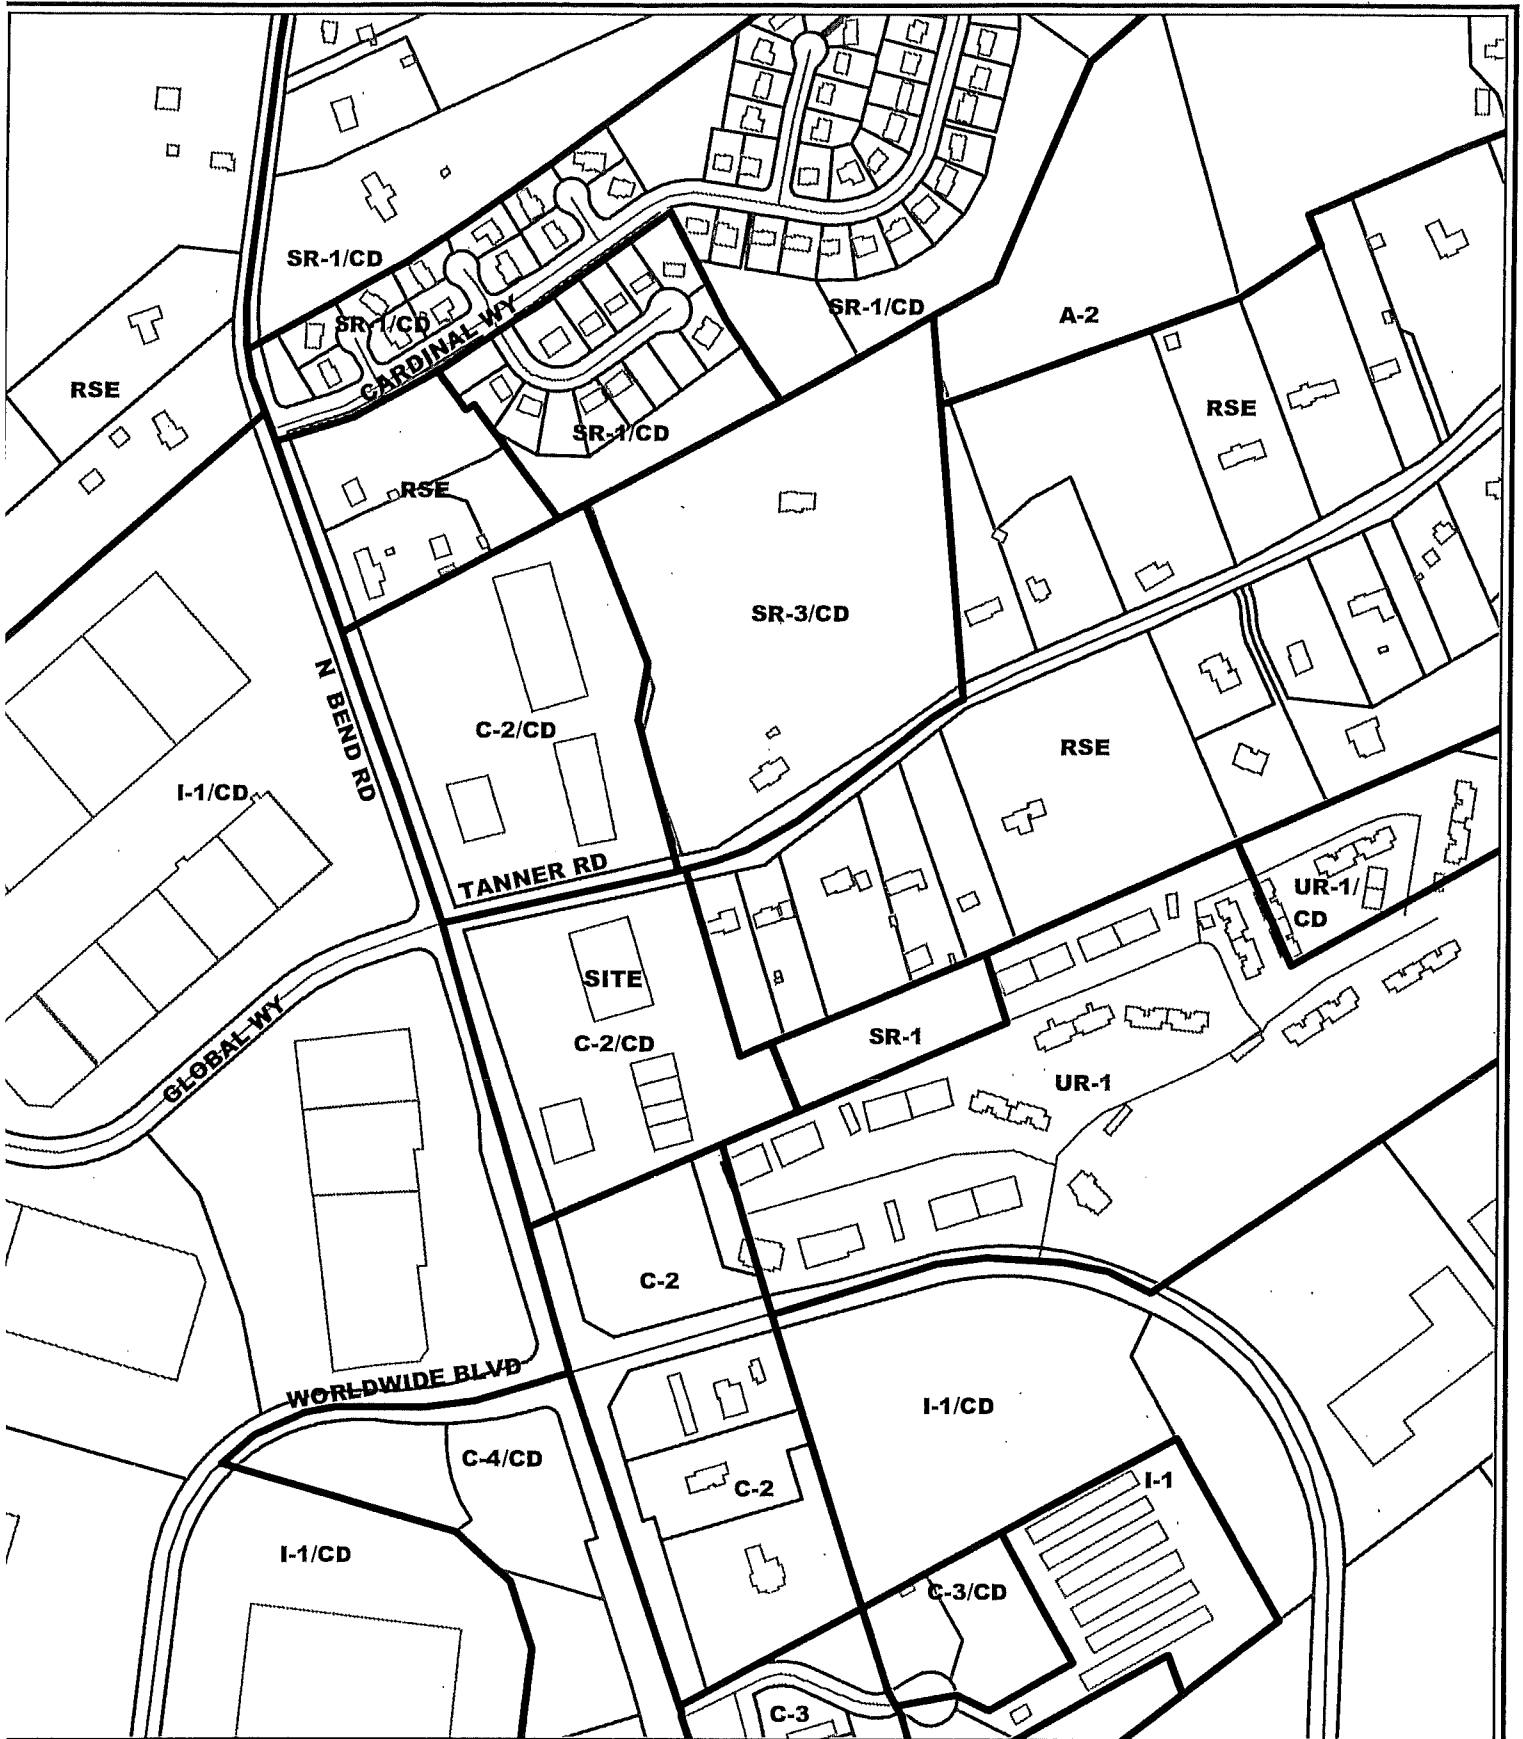 SR-1/CD
SR-1/CD
SR-1/CD
A-2
CARDINAL WY
RSE
RSE
SR-1/CD
RSE
SR-3/CD
N BEND RD
C-2/CD
RSE
I-1/CD
TANNER RD
UR-1/
CD
SITE
C-2/CD
SR-1
GLOBAL WY
UR-1
C-2
WORLDWIDE BLVD
I-1/CD
C-4/CD
C-2
I-1
I-1/CD
C-3/CD
C-3